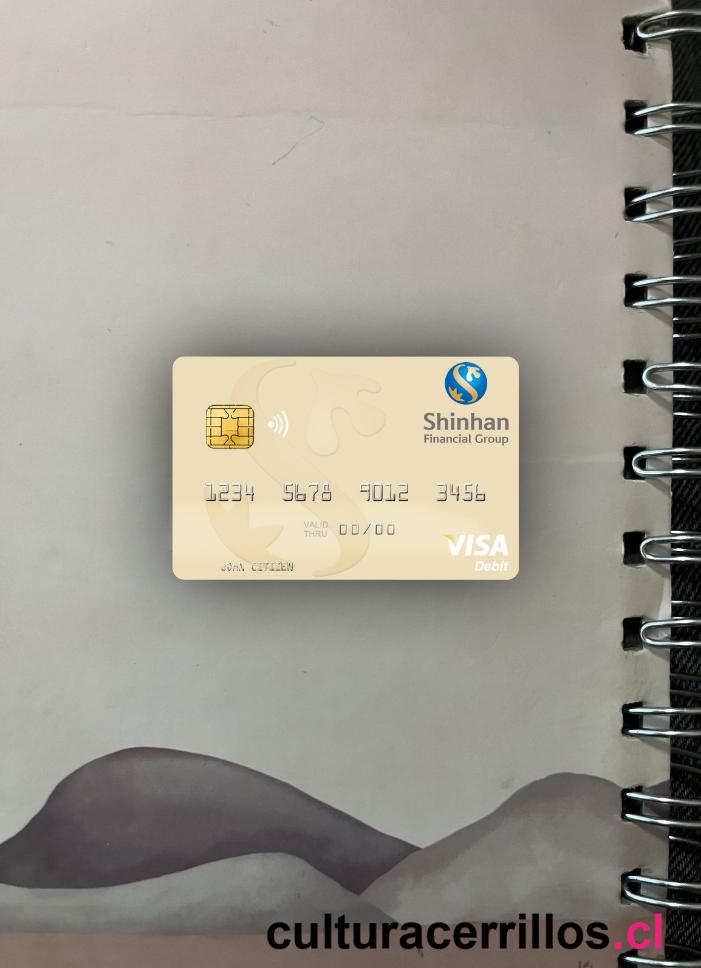 Shinhan
Financial Group
1234 5678 9012 3456
VALID
THRU 00/00
VISA
Debit
JOHN CITIZEN
culturacerrillos.cl